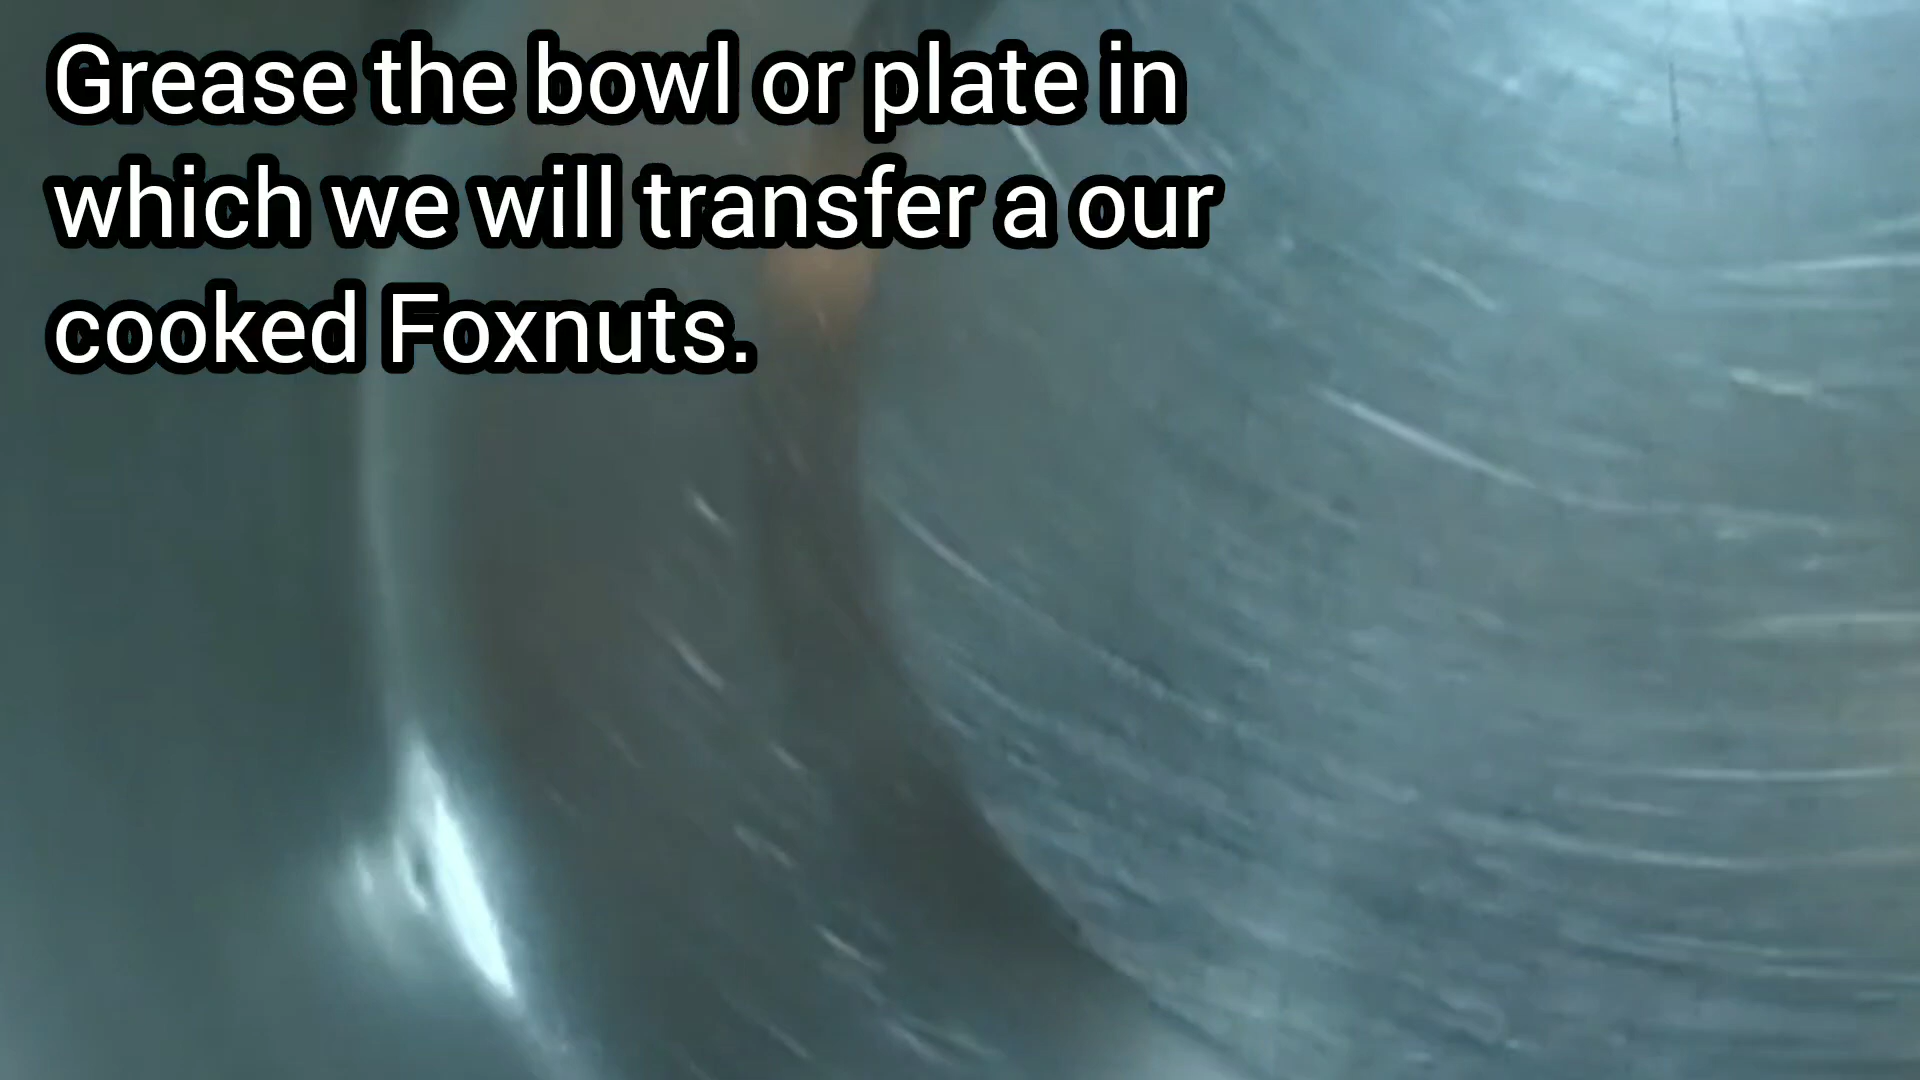 Grease the bowl or plate in
which we will transfer a our
cooked Foxnuts.